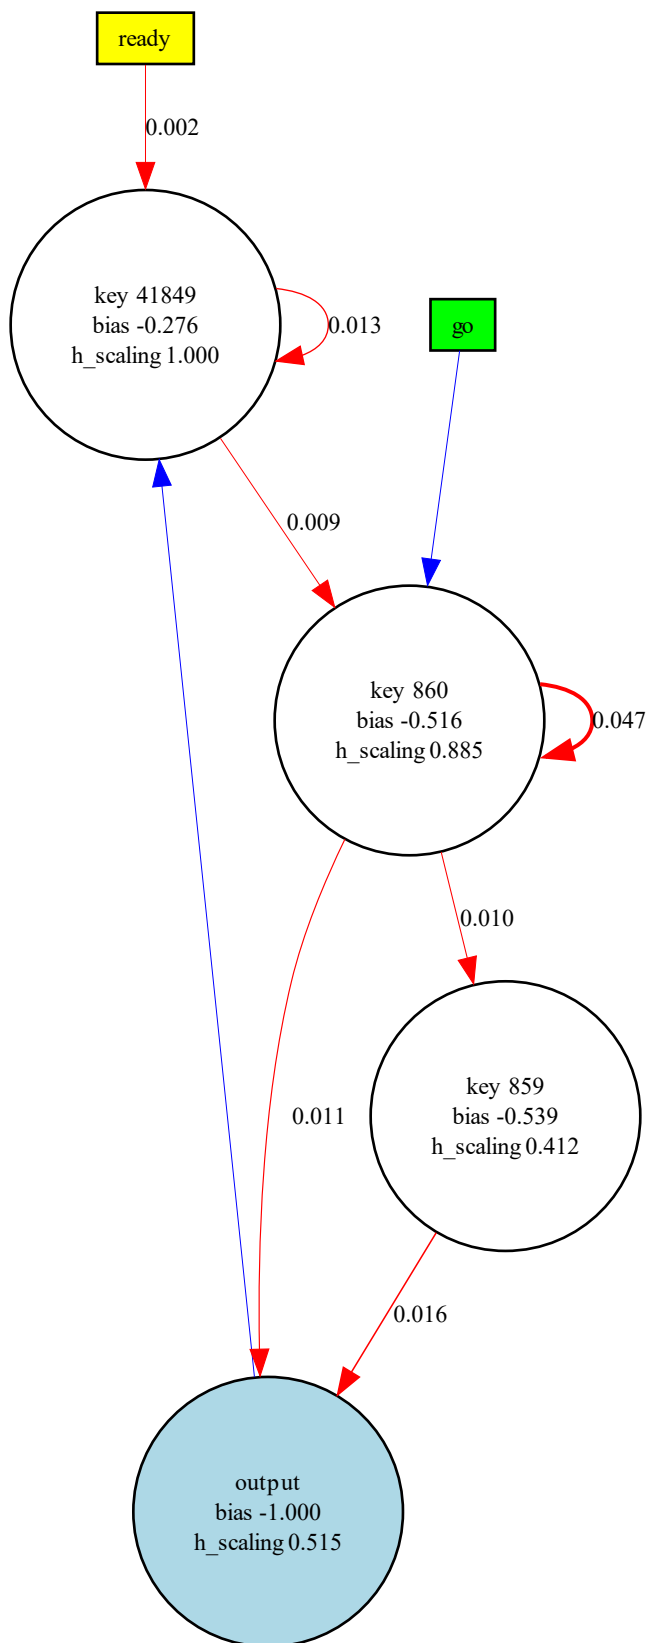 ready
0.002
key 41849
bias -0.276
h_scaling 1.000
0.013
go
0.009
key 860
bias -0.516
h_scaling 0.885
0.047
0.010
key 859
bias -0.539
h_scaling 0.412
0.011
0.016
output
bias -1.000
h_scaling 0.515